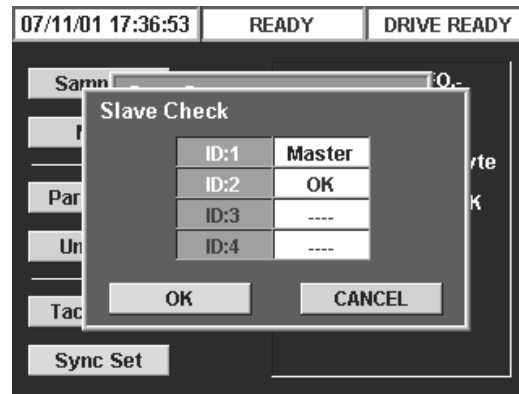 07/11/01 17:36:53 READY DRIVE READY
Slave Check
ID:1 Master
ID:2 OK
ID:3 ----
ID:4 ----
OK CANCEL
Sync Set